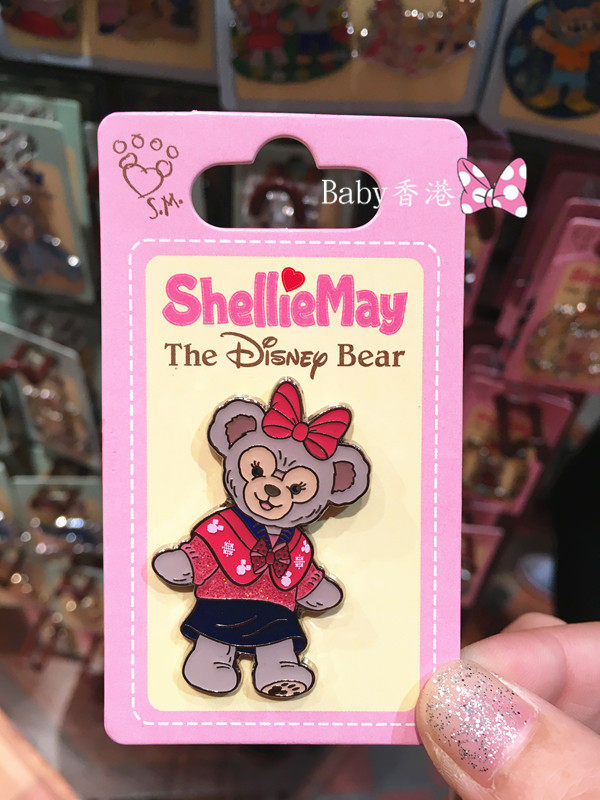 S.M.
Baby香港
ShellieMay
The Disney Bear